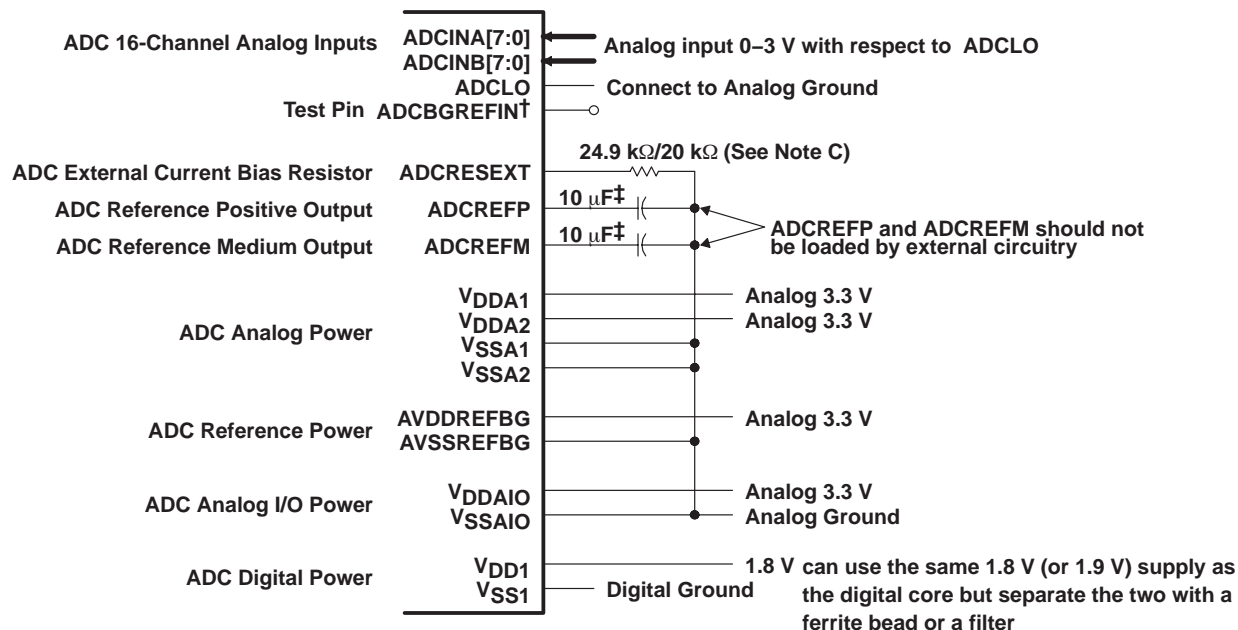 ADC 16-Channel Analog Inputs ADCINA[7:0] Analog input 0–3 V with respect to ADCLO
ADCINB[7:0]
ADCLO Connect to Analog Ground
Test Pin ADCBGREFIN†
24.9 kΩ/20 kΩ (See Note C)
ADC External Current Bias Resistor ADCRESEXT
ADC Reference Positive Output ADCREFP 10 μF‡
ADC Reference Medium Output ADCREFM 10 μF‡
ADCREFP and ADCREFM should not
be loaded by external circuitry
VDDA1 Analog 3.3 V
VDDA2 Analog 3.3 V
ADC Analog Power
VSSA1
VSSA2
AVDDREFBG Analog 3.3 V
ADC Reference Power
AVSSREFBG
VDDAIO Analog 3.3 V
ADC Analog I/O Power
VSSAIO Analog Ground
VDD1 1.8 V can use the same 1.8 V (or 1.9 V) supply as
ADC Digital Power
VSS1 Digital Ground the digital core but separate the two with a
ferrite bead or a filter